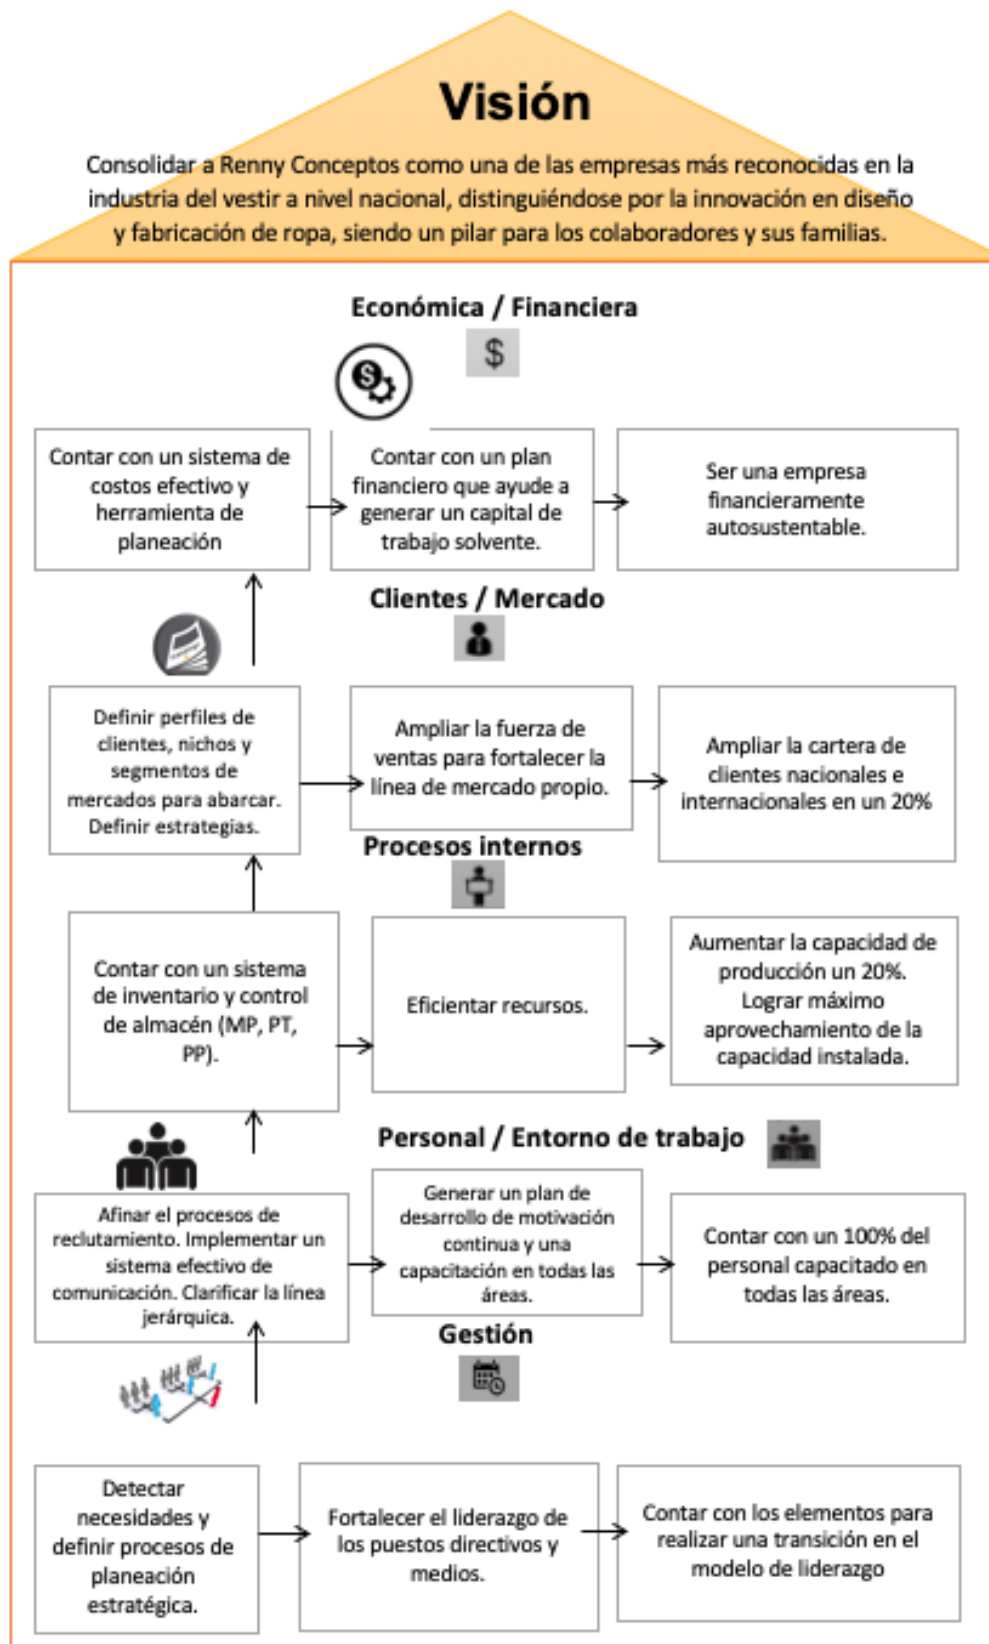 Visión
Consolidar a Renny Conceptos como una de las empresas más reconocidas en la
industria del vestir a nivel nacional, distinguiéndose por la innovación en diseño
y fabricación de ropa, siendo un pilar para los colaboradores y sus familias.
Económica / Financiera
$
$
Contar con un sistema de
costos efectivo y
herramienta de
planeación
Contar con un plan
financiero que ayude a
generar un capital de
trabajo solvente.
Ser una empresa
financieramente
autosustentable.
Clientes / Mercado
Definir perfiles de
clientes, nichos y
segmentos de
mercados para abarcar.
Definir estrategias.
Ampliar la fuerza de
ventas para fortalecer la
línea de mercado propio.
Ampliar la cartera de
clientes nacionales e
internacionales en un 20%
Procesos internos
Contar con un sistema
de inventario y control
de almacén (MP, PT,
PP).
Eficientar recursos.
Aumentar la capacidad de
producción un 20%.
Lograr máximo
aprovechamiento de la
capacidad instalada.
Personal / Entorno de trabajo
Afinar el procesos de
reclutamiento. Implementar un
sistema efectivo de
comunicación. Clarificar la línea
jerárquica.
Generar un plan de
desarrollo de motivación
continua y una
capacitación en todas las
áreas.
Contar con un 100% del
personal capacitado en
todas las áreas.
Gestión
Detectar
necesidades y
definir procesos de
planeación
estratégica.
Fortalecer el liderazgo de
los puestos directivos y
medios.
Contar con los elementos para
realizar una transición en el
modelo de liderazgo